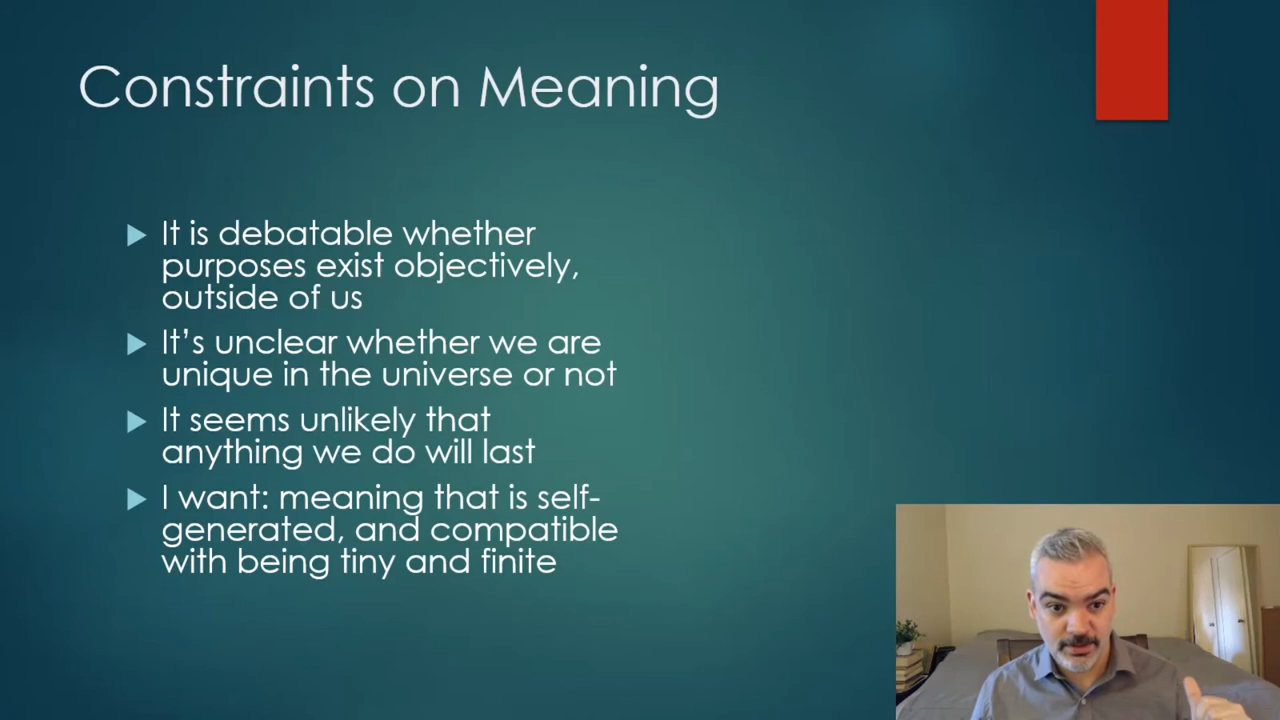 Constraints on Meaning
It is debatable whether
purposes exist objectively,
outside of us
It’s unclear whether we are
unique in the universe or not
It seems unlikely that
anything we do will last
I want: meaning that is self-
generated, and compatible
with being tiny and finite